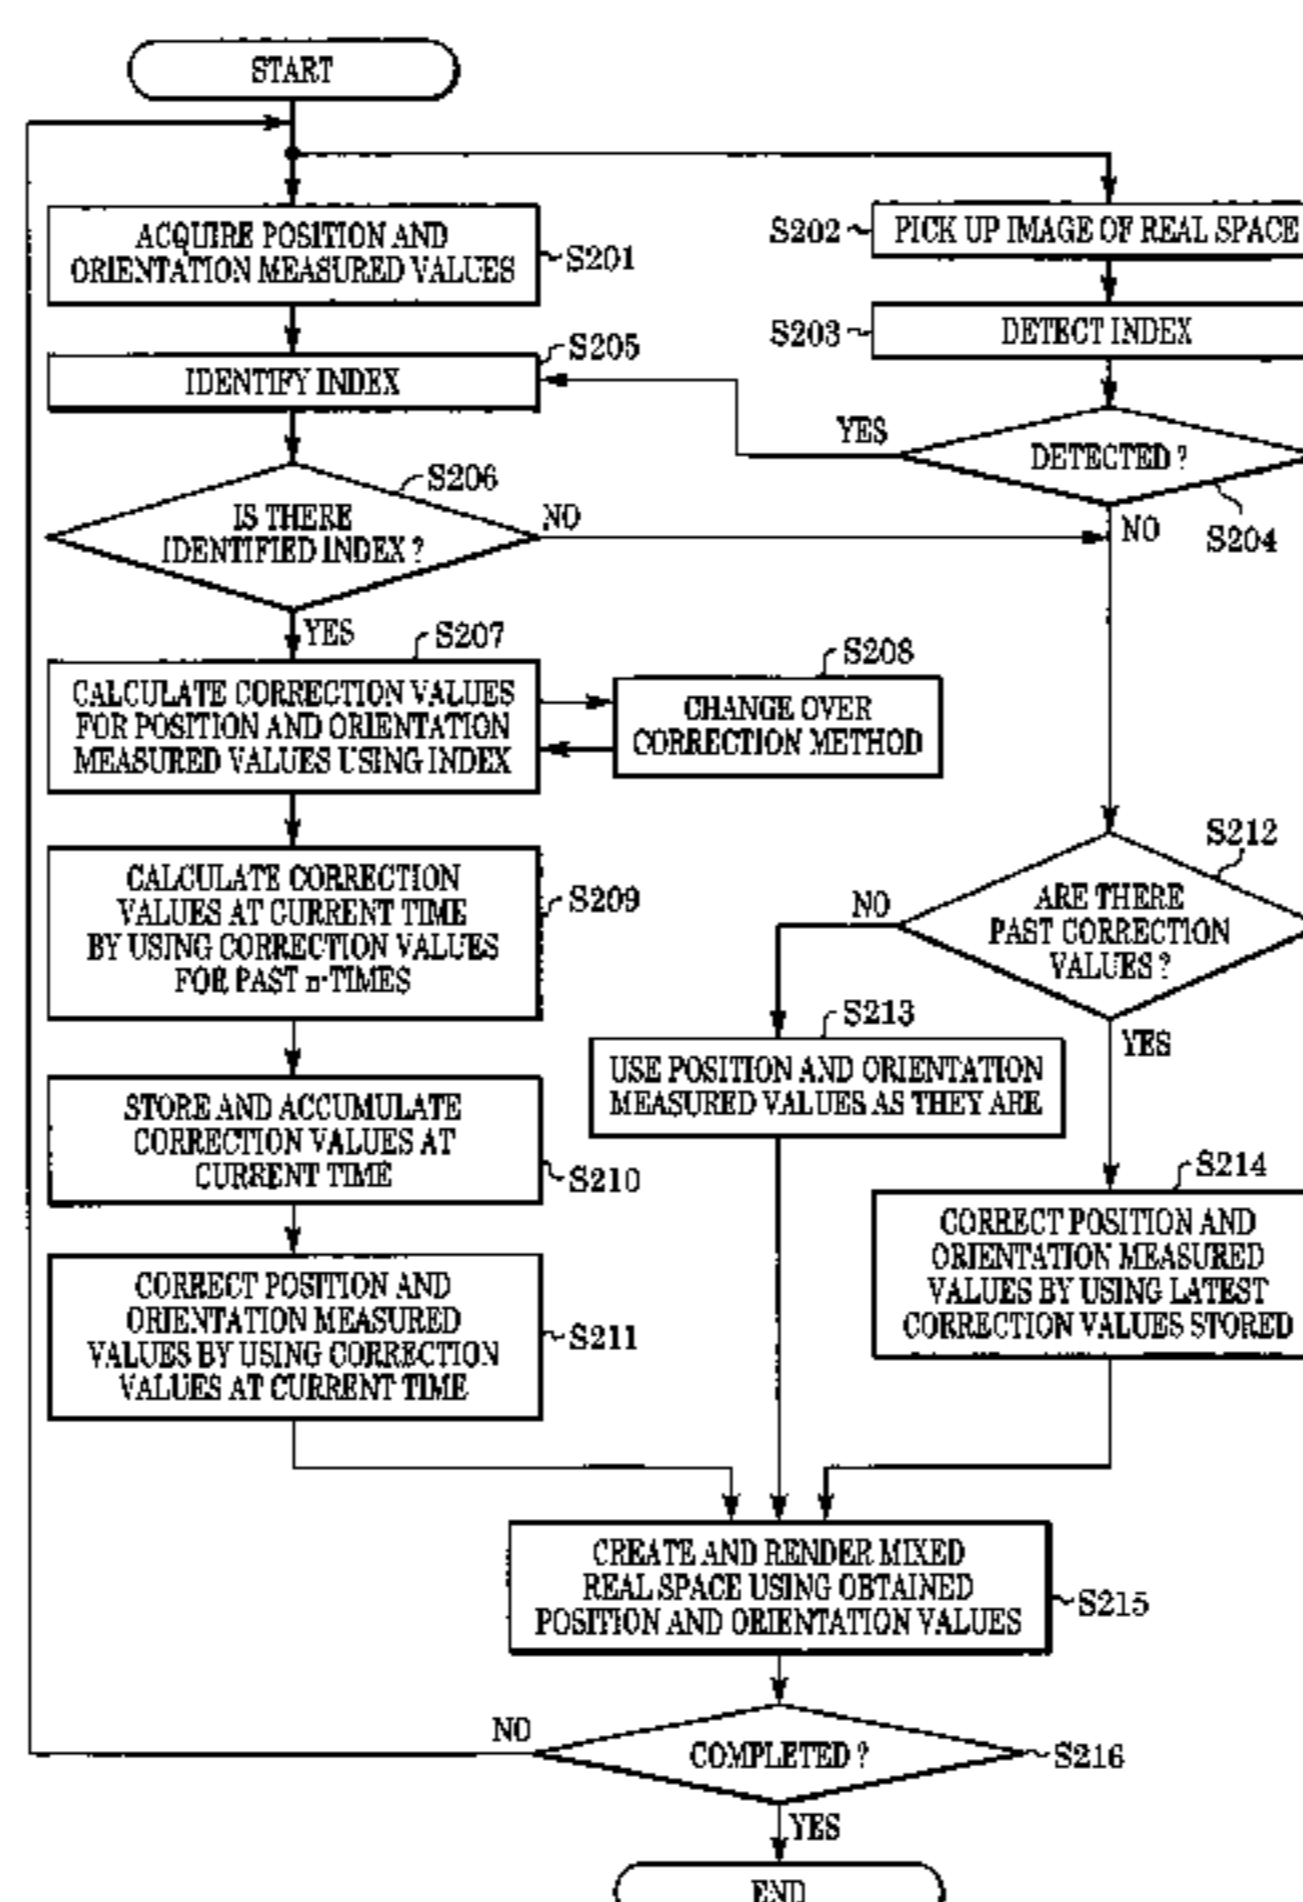 START
ACQUIRE POSITION AND
ORIENTATION MEASURED VALUES
S201
S202
PICK UP IMAGE OF REAL SPACE
S203
DETECT INDEX
S205
IDENTIFY INDEX
YES
DETECTED ?
S204
NO
S206
IS THERE
IDENTIFIED INDEX ?
NO
YES
S207
CALCULATE CORRECTION VALUES
FOR POSITION AND ORIENTATION
MEASURED VALUES USING INDEX
S208
CHANGE OVER
CORRECTION METHOD
CALCULATE CORRECTION
VALUES AT CURRENT TIME
BY USING CORRECTION VALUES
FOR PAST n-TIMES
S209
S212
ARE THERE
PAST CORRECTION
VALUES ?
NO
YES
S213
USE POSITION AND ORIENTATION
MEASURED VALUES AS THEY ARE
STORE AND ACCUMULATE
CORRECTION VALUES AT
CURRENT TIME
S210
S214
CORRECT POSITION AND
ORIENTATION MEASURED
VALUES BY USING LATEST
CORRECTION VALUES STORED
CORRECT POSITION AND
ORIENTATION MEASURED
VALUES BY USING CORRECTION
VALUES AT CURRENT TIME
S211
CREATE AND RENDER MIXED
REAL SPACE USING OBTAINED
POSITION AND ORIENTATION VALUES
S215
NO
COMPLETED ?
S216
YES
END